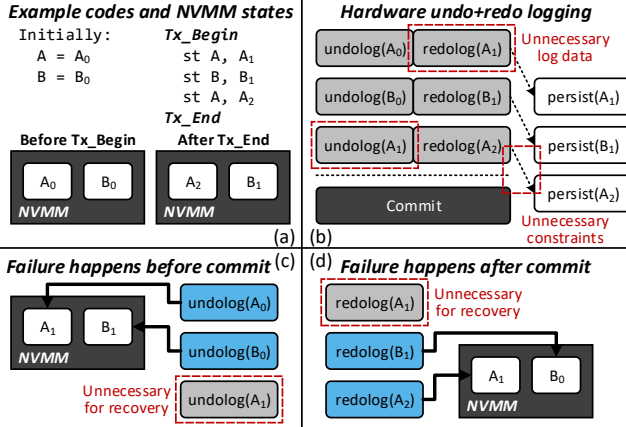 Example codes and NVMM states
Initially:
A = A0
B = B0
Tx_Begin
st A, A1
st B, B1
st A, A2
Tx_End
Before Tx_Begin
After Tx_End
A0
B0
NVMM
A2
B1
NVMM
(a)
Hardware undo+redo logging
undolog(A0)
redolog(A1)
Unnecessary
log data
persist(A1)
undolog(B0)
redolog(B1)
persist(B1)
undolog(A1)
redolog(A2)
persist(A2)
Commit
Unnecessary
constraints
(b)
Failure happens before commit
(c)
undolog(A0)
A1
B1
NVMM
undolog(B0)
Unnecessary
for recovery
undolog(A1)
(d)
Failure happens after commit
redolog(A1)
Unnecessary
for recovery
redolog(B1)
redolog(A2)
A1
B0
NVMM